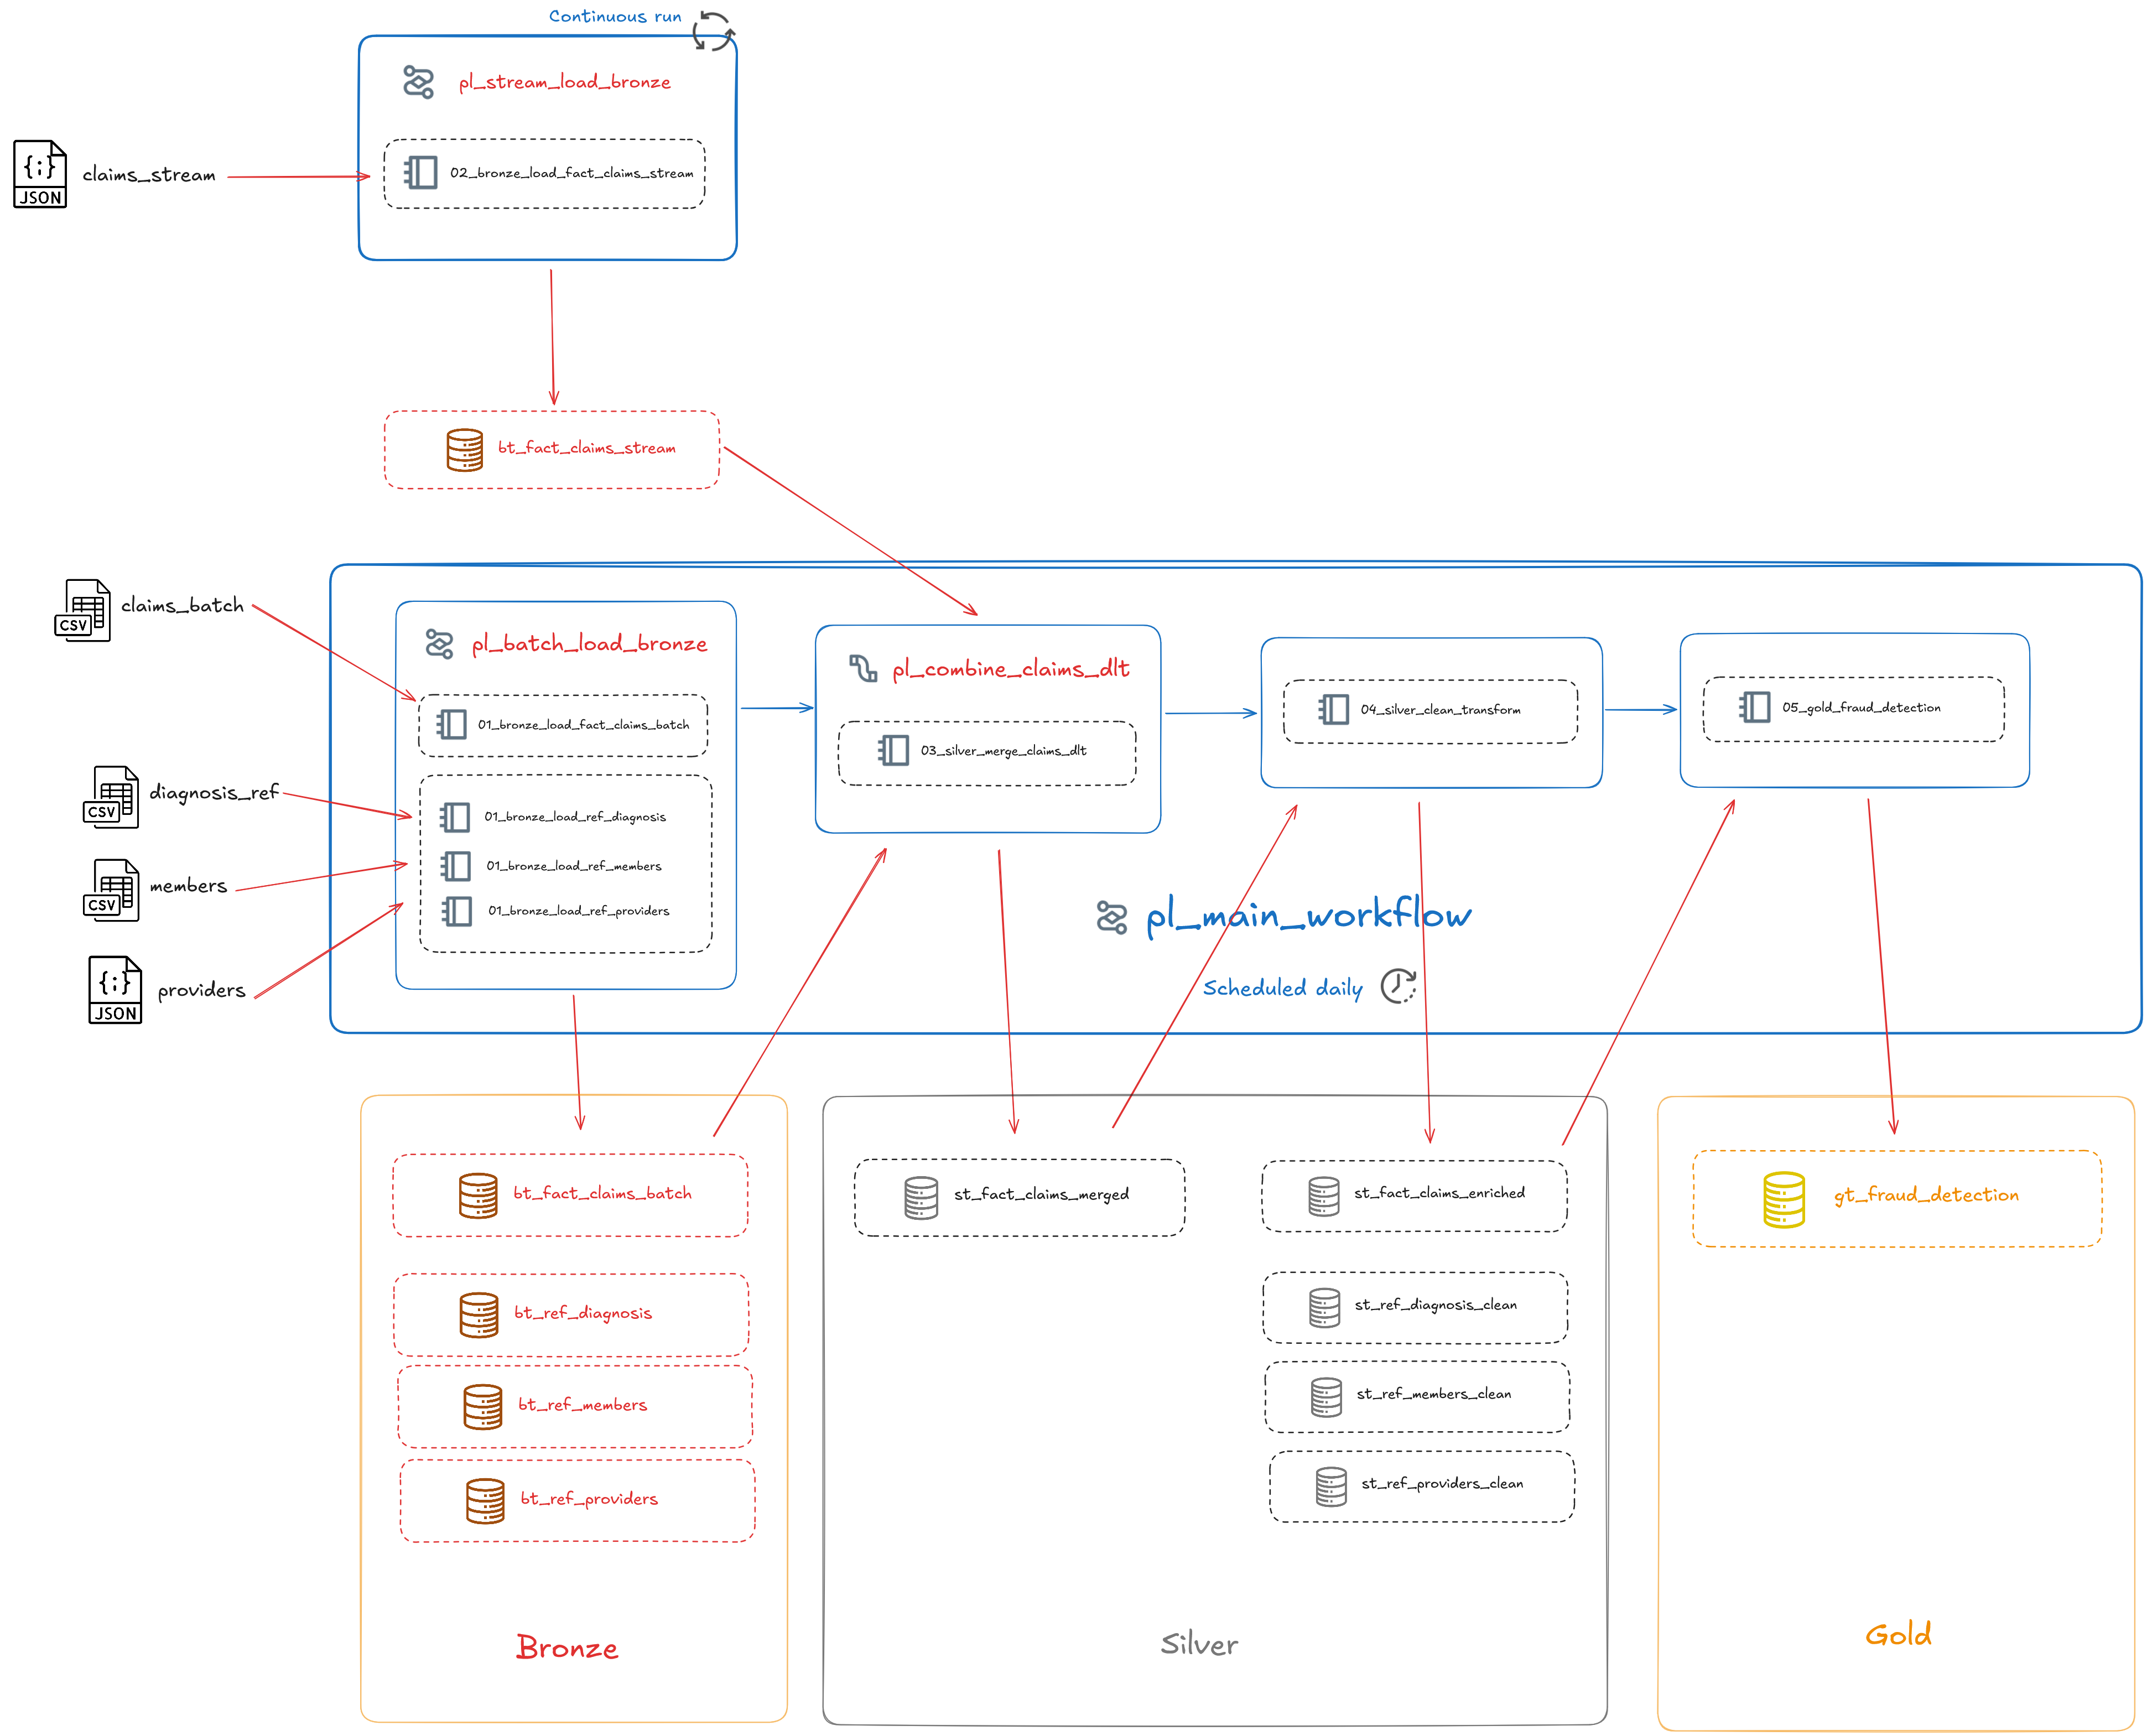 Continuous run
pl_stream_load_bronze
{;}
JSON
claims_stream
02_bronze_load_fact_claims_stream
bt_fact_claims_stream
CSV
claims_batch
pl_batch_load_bronze
01_bronze_load_fact_claims_batch
CSV
diagnosis_ref
01_bronze_load_ref_diagnosis
CSV
members
01_bronze_load_ref_members
01_bronze_load_ref_providers
{;}
JSON
providers
pl_combine_claims_dlt
03_silver_merge_claims_dlt
04_silver_clean_transform
05_gold_fraud_detection
pl_main_workflow
Scheduled daily
bt_fact_claims_batch
bt_ref_diagnosis
bt_ref_members
bt_ref_providers
Bronze
st_fact_claims_merged
st_fact_claims_enriched
st_ref_diagnosis_clean
st_ref_members_clean
st_ref_providers_clean
Silver
gt_fraud_detection
Gold